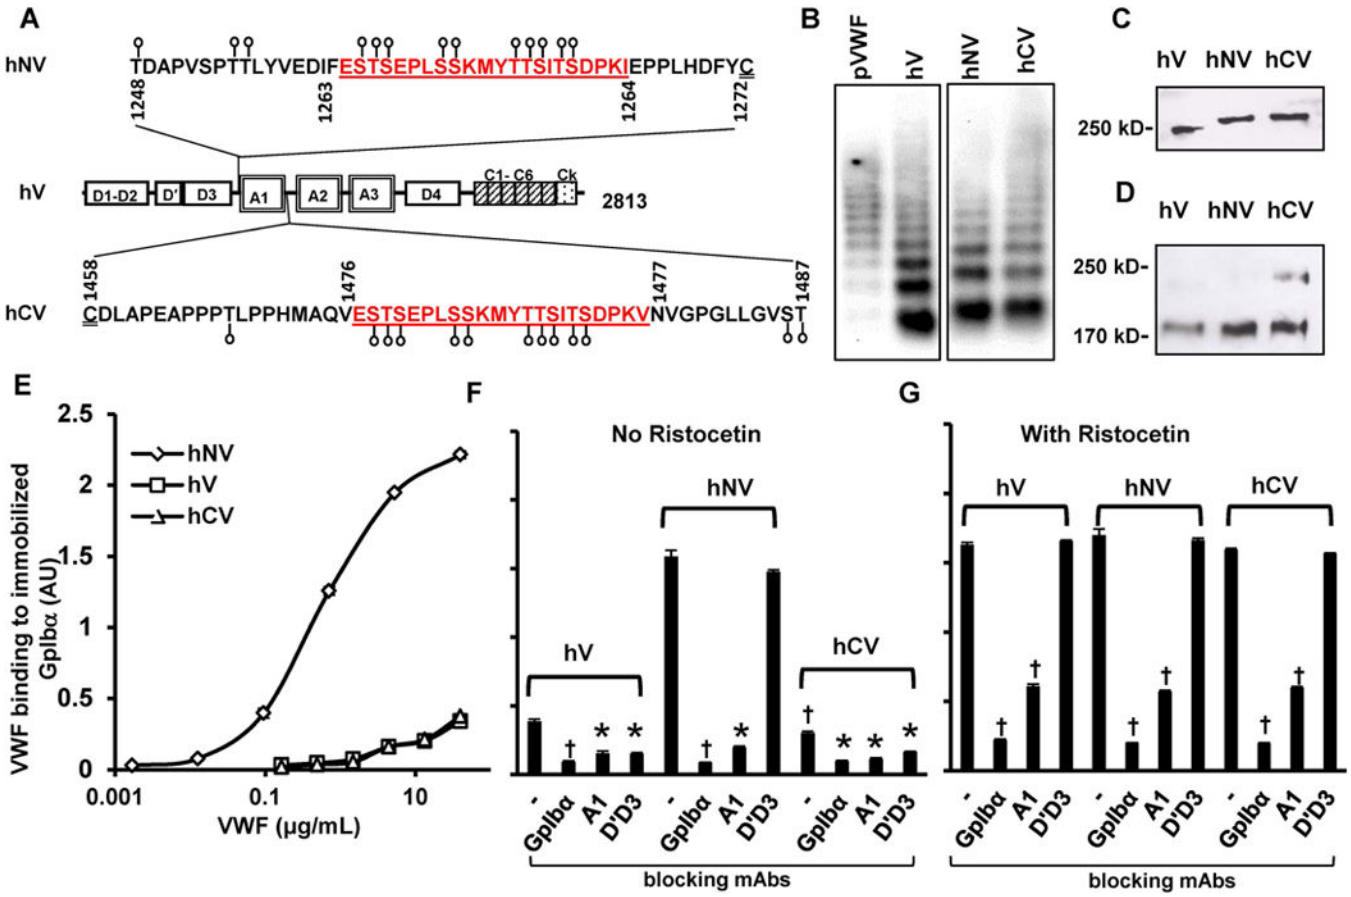 A
hNV
TDAPVSPTTLYVEDIFESTSEPLSSKMYTTSITSDPKIEPPLHDFYC
1248
1263
1264
1272
hV
D1-D2
D'
D3
A1
A2
A3
D4
C1- C6
Ck
2813
1458
1476
1477
1487
hCV
CDLAPEAPPPTLPPHMAQVESTSEPLSSKMYTTSITSDPKVNVGPGLLGVST
B
pVWF
hV
hNV
hCV
C
hV hNV hCV
250 kD-
D
hV hNV hCV
250 kD-
170 kD-
E
VWF binding to immobilized
GpIbα (AU)
2.5
2
1.5
1
0.5
0
hNV
hV
hCV
0.001 0.1 10
VWF (μg/mL)
F
No Ristocetin
hV
hNV
hCV
† * *
† *
† * * *
- GpIbα A1 D'D3 - GpIbα A1 D'D3 - GpIbα A1 D'D3
blocking mAbs
G
With Ristocetin
hV hNV hCV
† † † † † †
- GpIbα A1 D'D3 - GpIbα A1 D'D3 - GpIbα A1 D'D3
blocking mAbs